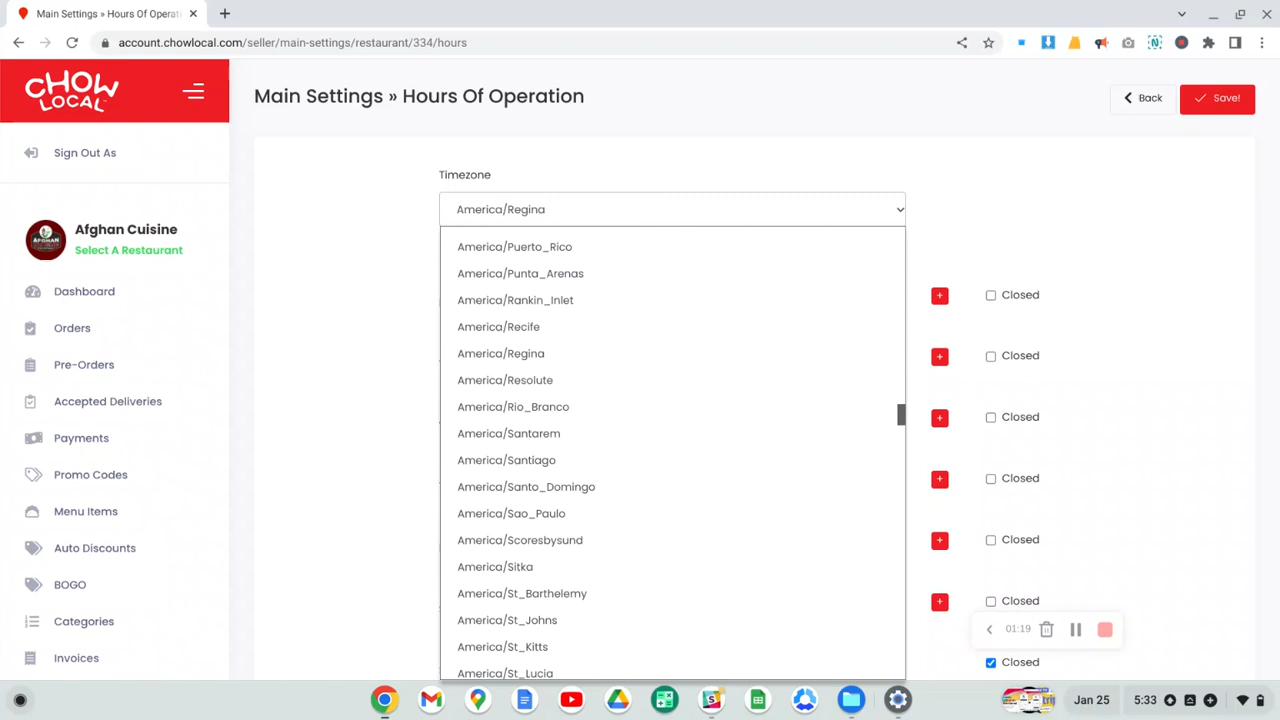 Main Settings » Hours Of Operati
account.chowlocal.com/seller/main-settings/restaurant/334/hours
CHOW
LOCAL
Main Settings » Hours Of Operation
Back
Save!
Sign Out As
Timezone
America/Regina
Afghan Cuisine
Select A Restaurant
Dashboard
Orders
Pre-Orders
Accepted Deliveries
Payments
Promo Codes
Menu Items
Auto Discounts
BOGO
Categories
Invoices
America/Puerto_Rico
America/Punta_Arenas
America/Rankin_Inlet
America/Recife
America/Regina
America/Resolute
America/Rio_Branco
America/Santarem
America/Santiago
America/Santo_Domingo
America/Sao_Paulo
America/Scoresbysund
America/Sitka
America/St_Barthelemy
America/St_Johns
America/St_Kitts
America/St_Lucia
+ Closed
+ Closed
+ Closed
+ Closed
+ Closed
+ Closed
01:19
Closed
Jan 25
5:33